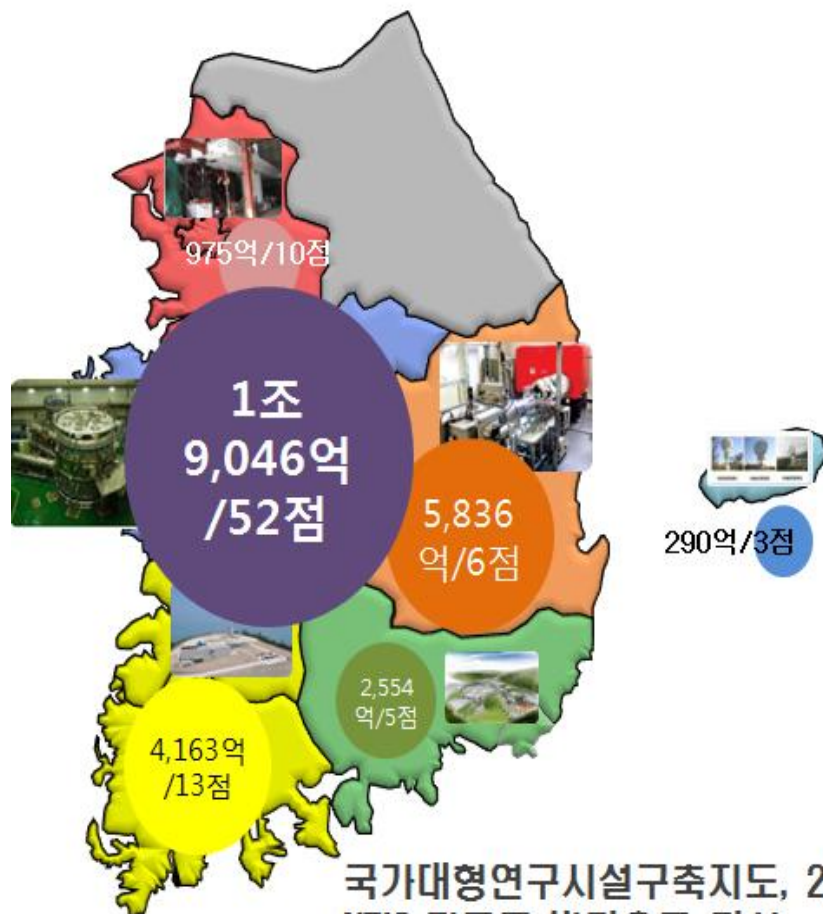 975억/10점
1조
9,046억
/52점
5,836
억/6점
290억/3점
2,554
억/5점
4,163억
/13점
국가대형연구시설구축지도, 2